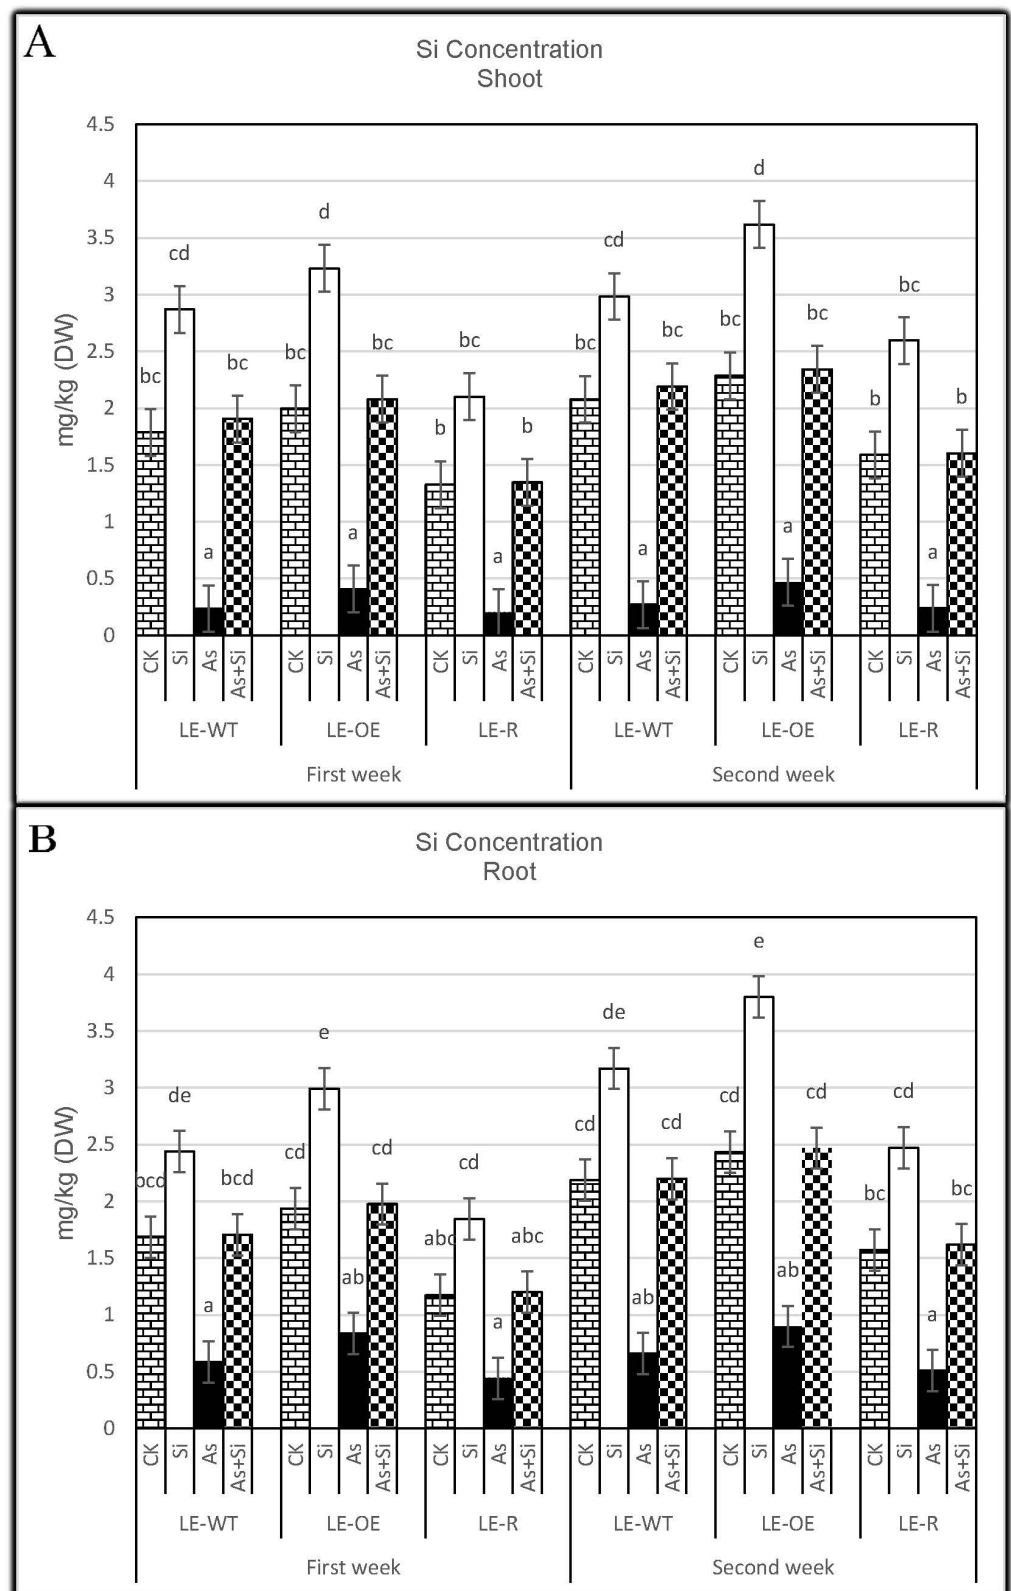 A
Si Concentration
Shoot
mg/kg (DW)
4.5
4
3.5
3
2.5
2
1.5
1
0.5
0
bc cd a bc bc d a bc b bc a b bc cd a bc bc d a bc b bc a b
CK Si As As+Si CK Si As As+Si CK Si As As+Si CK Si As As+Si CK Si As As+Si CK Si As As+Si
LE-WT LE-OE LE-R LE-WT LE-OE LE-R
First week Second week
B
Si Concentration
Root
mg/kg (DW)
4.5
4
3.5
3
2.5
2
1.5
1
0.5
0
bcd de a bcd cd e ab cd abc cd a abc cd de ab cd cd e ab cd bc cd a bc
CK Si As As+Si CK Si As As+Si CK Si As As+Si CK Si As As+Si CK Si As As+Si CK Si As As+Si
LE-WT LE-OE LE-R LE-WT LE-OE LE-R
First week Second week